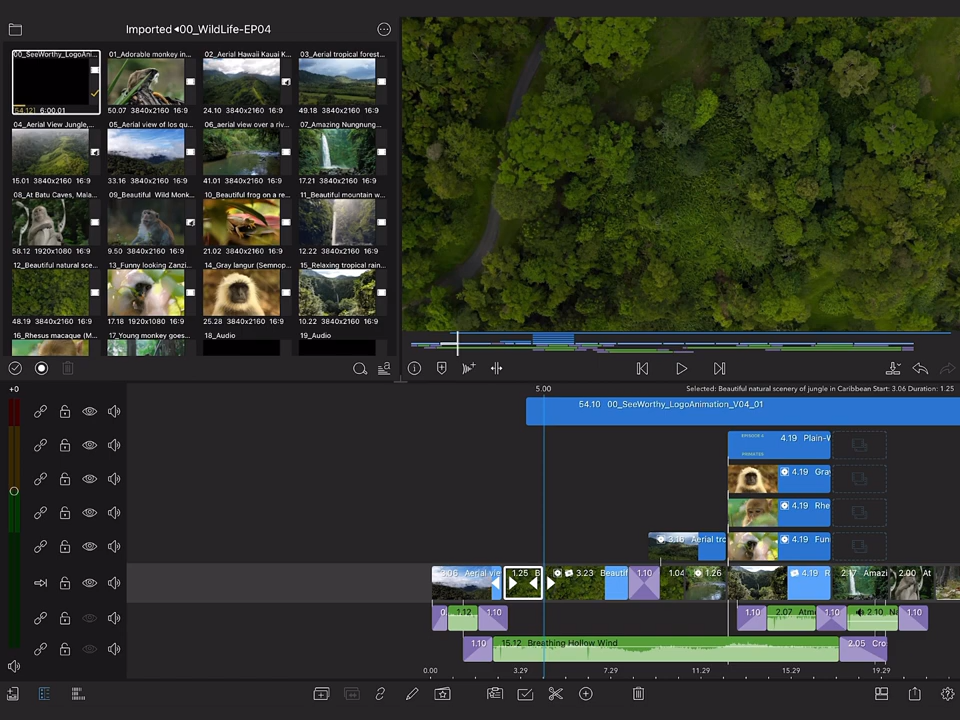 Imported◂00_WildLife-EP04
00_SeeWorthy_LogoAni...
54.12↓ 6:00.01
01_Adorable monkey in...
50.07 3840x2160 16:9
02_Aerial Hawaii Kauai K...
24.10 3840x2160 16:9
03_Aerial tropical forest...
49.18 3840x2160 16:9
04_Aerial View Jungle,...
15.01 3840x2160 16:9
05_Aerial view of los qu...
33.16 3840x2160 16:9
06_aerial view over a riv...
41.01 3840x2160 16:9
07_Amazing Nungnung...
17.21 3840x2160 16:9
08_At Batu Caves, Mala...
58.12 1920x1080 16:9
09_Beautiful Wild Monk...
9.50 3840x2160 16:9
10_Beautiful frog on a re...
21.02 3840x2160 16:9
11_Beautiful mountain w...
12.22 3840x2160 16:9
12_Beautiful natural sce...
48.19 3840x2160 16:9
13_Funny looking Zanzi...
17.18 1920x1080 16:9
14_Gray langur (Semnop...
25.28 3840x2160 16:9
15_Relaxing tropical rain...
10.22 3840x2160 16:9
16_Rhesus macaque (M...
17_Young monkey goes...
18_Audio
19_Audio
+0
5.00
Selected: Beautiful natural scenery of jungle in Caribbean Start: 3.06 Duration: 1.25
54.10 00_SeeWorthy_LogoAnimation_V04_01
EPISODE 4
4.19 Plain-W
4.19 Gra
4.19 Rhe
3.16 Aerial tro
4.19 Fun
3.06 Aerial vie
1.25 B
3.23 Beautif
1.10
1.04
1.26
4.19 R
2.17 Amazi
2.00 At
0.
1.12
1.10
1.10
2.07 Atm
1.10
2.10 N
1.10
1.10
15.12 Breathing Hollow Wind
2.05 Cro
0.00
3.29
7.29
11.29
15.29
19.29